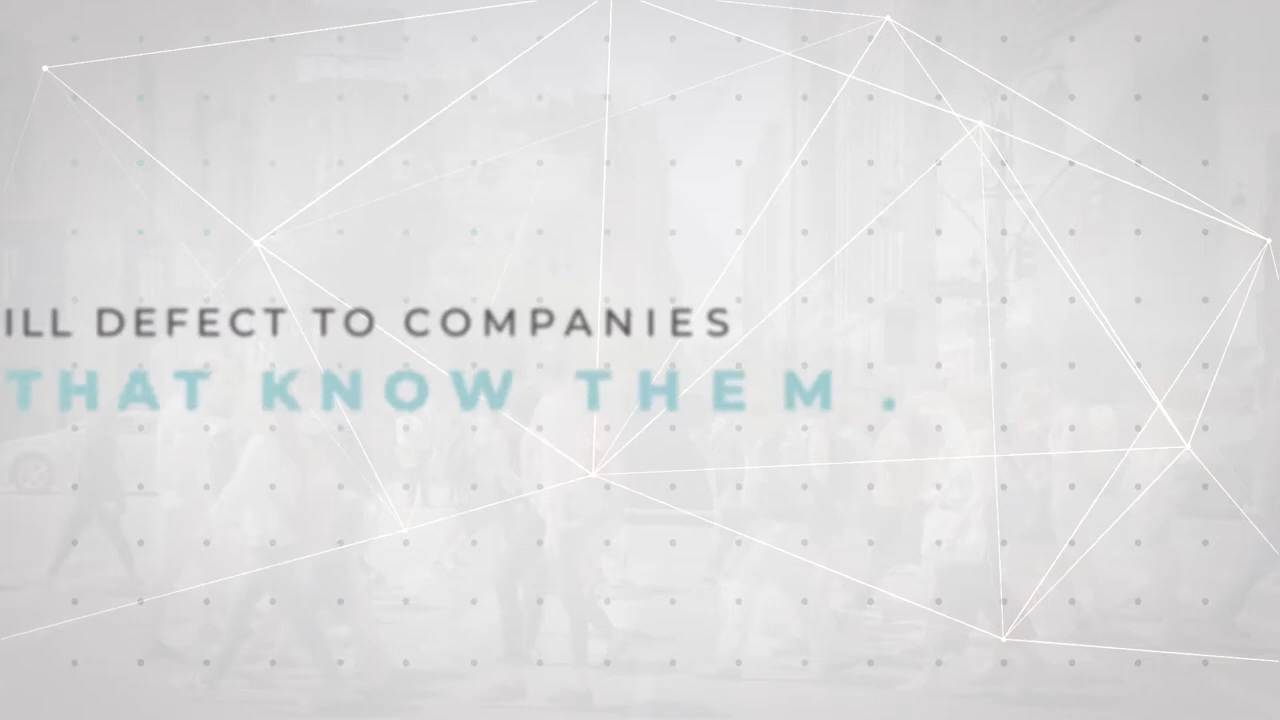 ILL DEFECT TO COMPANIES
THAT KNOW THEM.